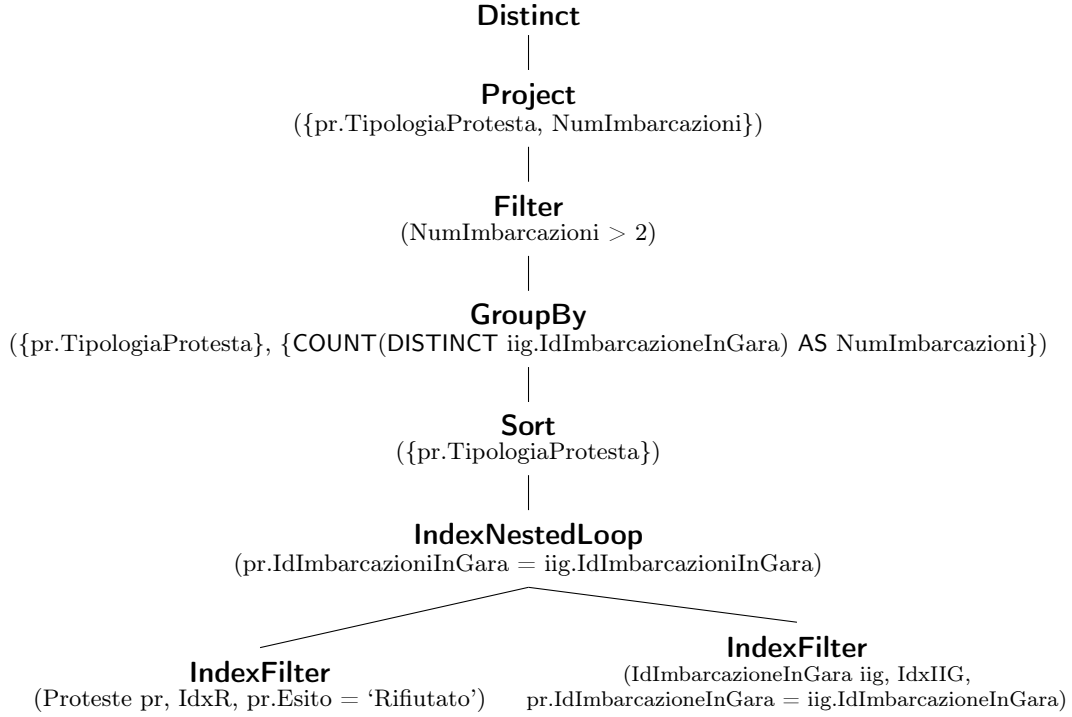 Distinct
Project
({pr.TipologiaProtesta, NumImbarcazioni})
Filter
(NumImbarcazioni > 2)
GroupBy
({pr.TipologiaProtesta}, {COUNT(DISTINCT iig.IdImbarcazioneInGara) AS NumImbarcazioni})
Sort
({pr.TipologiaProtesta})
IndexNestedLoop
(pr.IdImbarcazioniInGara = iig.IdImbarcazioniInGara)
IndexFilter
(Proteste pr, IdxR, pr.Esito = ‘Rifiutato’)
IndexFilter
(IdImbarcazioneInGara iig, IdxIIG,
pr.IdImbarcazioneInGara = iig.IdImbarcazioneInGara)